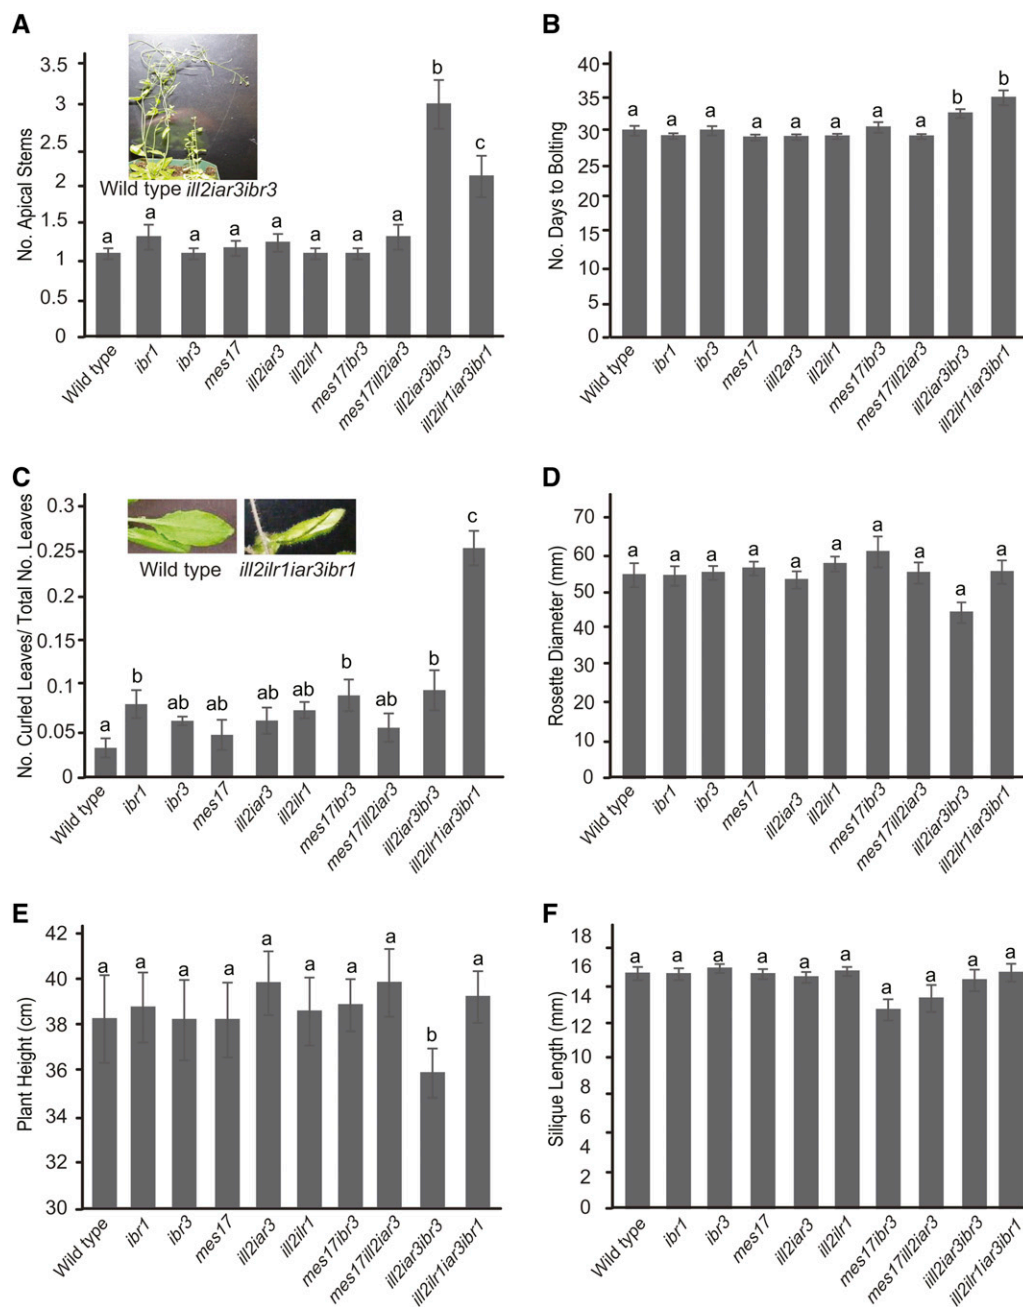 A
No. Apical Stems
3.5
3
2.5
2
1.5
1
0.5
0
Wild type ill2iar3ibr3
a a a a a a a a b c
Wild type
ibr1
ibr3
mes17
ill2iar3
ill2ilr1
mes17ibr3
mes17ill2iar3
ill2iar3ibr3
ill2ilr1iar3ibr1
B
No. Days to Bolting
40
35
30
25
20
15
10
5
0
a a a a a a a a b b
Wild type
ibr1
ibr3
mes17
iill2iar3
ill2ilr1
mes17ibr3
mes17ill2iar3
ill2iar3ibr3
ill2ilr1iar3ibr1
C
No. Curled Leaves/ Total No. Leaves
0.3
0.25
0.2
0.15
0.1
0.05
0
Wild type ill2ilr1iar3ibr1
a b ab ab ab ab b ab b c
Wild type
ibr1
ibr3
mes17
ill2iar3
ill2ilr1
mes17ibr3
mes17ill2iar3
ill2iar3ibr3
ill2ilr1iar3ibr1
D
Rosette Diameter (mm)
70
60
50
40
30
20
10
0
a a a a a a a a a a
Wild type
ibr1
ibr3
mes17
ill2iar3
ill2ilr1
mes17ibr3
mes17ill2iar3
ill2iar3ibr3
ill2ilr1iar3ibr1
E
Plant Height (cm)
42
40
38
36
34
32
30
a a a a a a a a b a
Wild type
ibr1
ibr3
mes17
ill2iar3
ill2ilr1
mes17ibr3
mes17ill2iar3
ill2iar3ibr3
ill2ilr1iar3ibr1
F
Silique Length (mm)
18
16
14
12
10
8
6
4
2
0
a a a a a a a a a a
Wild type
ibr1
ibr3
mes17
ill2iar3
ill2ilr1
mes17ibr3
mes17ill2iar3
iill2iar3ibr3
ill2ilr1iar3ibr1